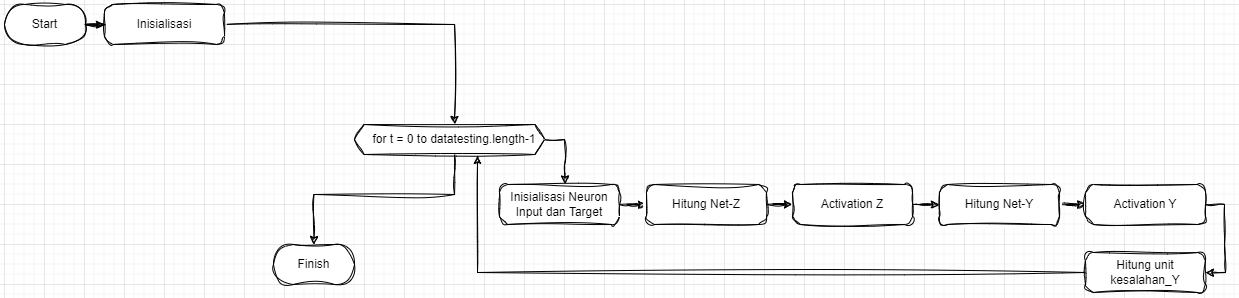 Start
Inisialisasi
for t = 0 to datatesting.length-1
Inisialisasi Neuron
Input dan Target
Hitung Net-Z
Activation Z
Hitung Net-Y
Activation Y
Hitung unit
kesalahan_Y
Finish